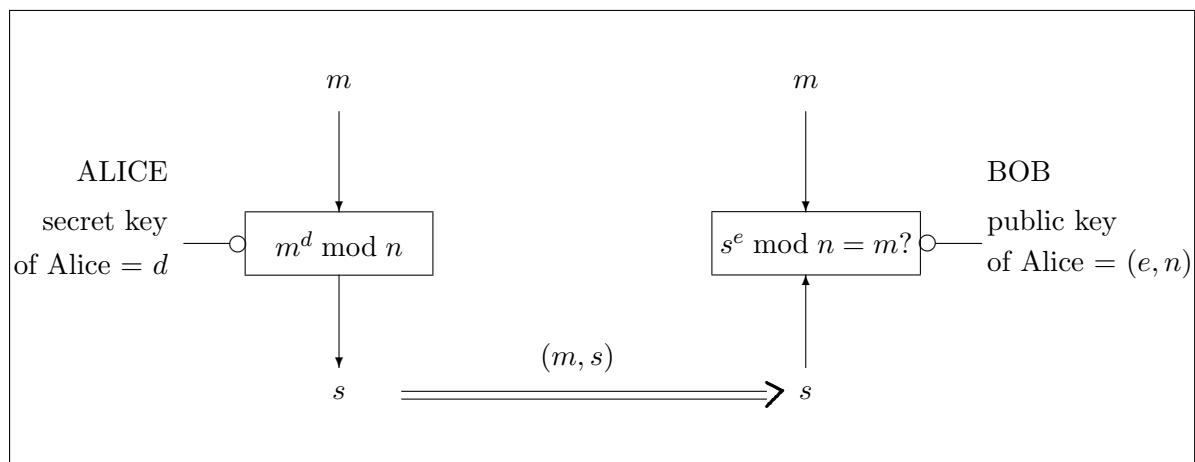 m
m
ALICE
secret key
of Alice = d
m^d mod n
s^e mod n = m?
BOB
public key
of Alice = (e, n)
(m, s)
s
s